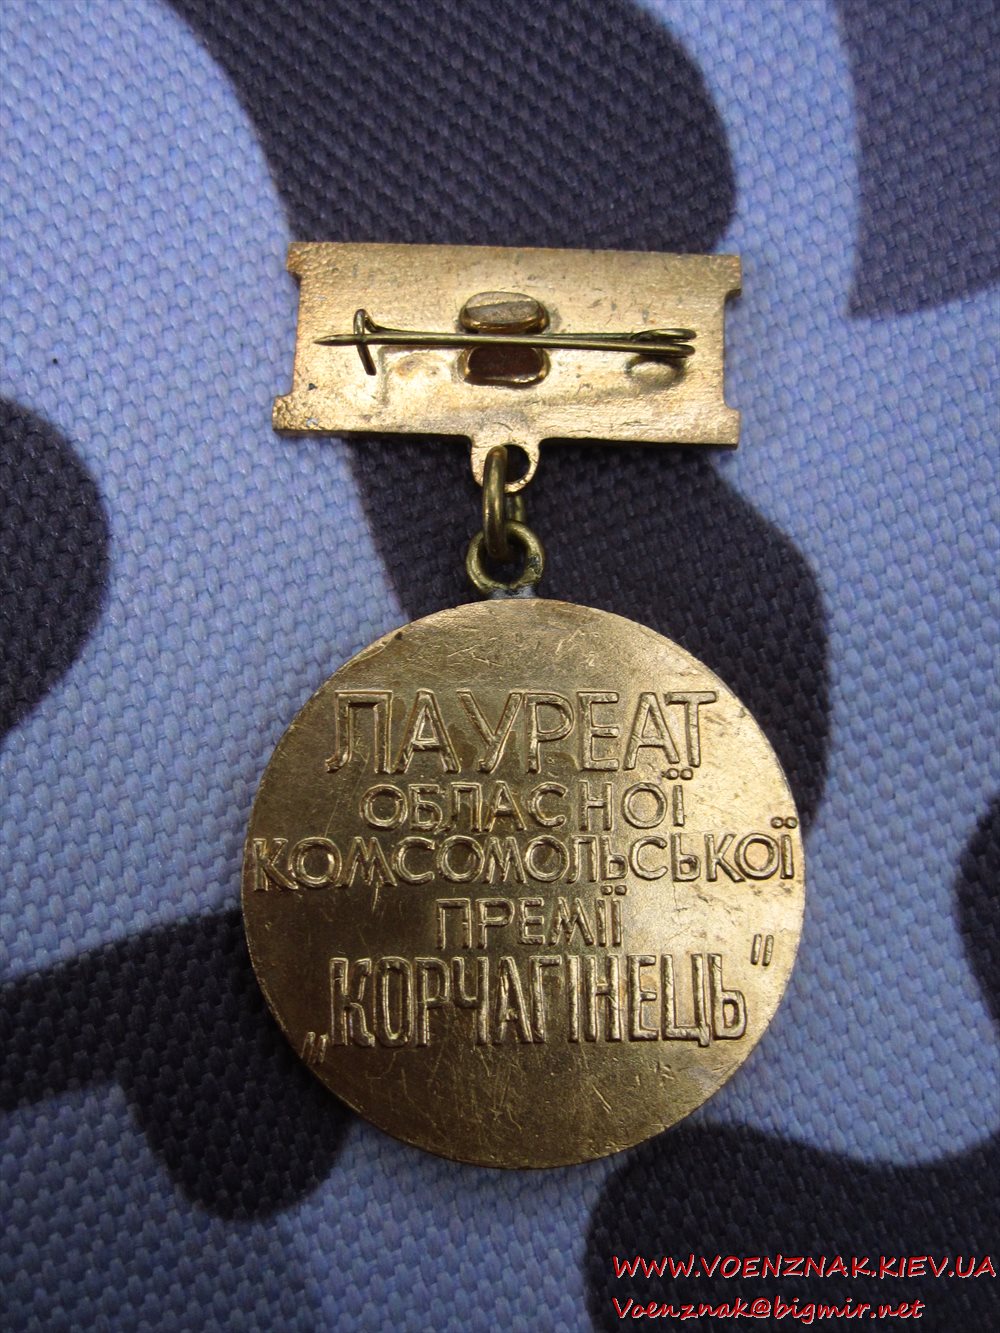 ЛАУРЕАТ
ОБЛАСНОЇ
КОМСОМОЛЬСЬКОЇ
ПРЕМІЇ
„КОРЧАГІНЕЦЬ"
WWW.VOENZNAK.KIEV.UA
Voenznak@bigmir.net